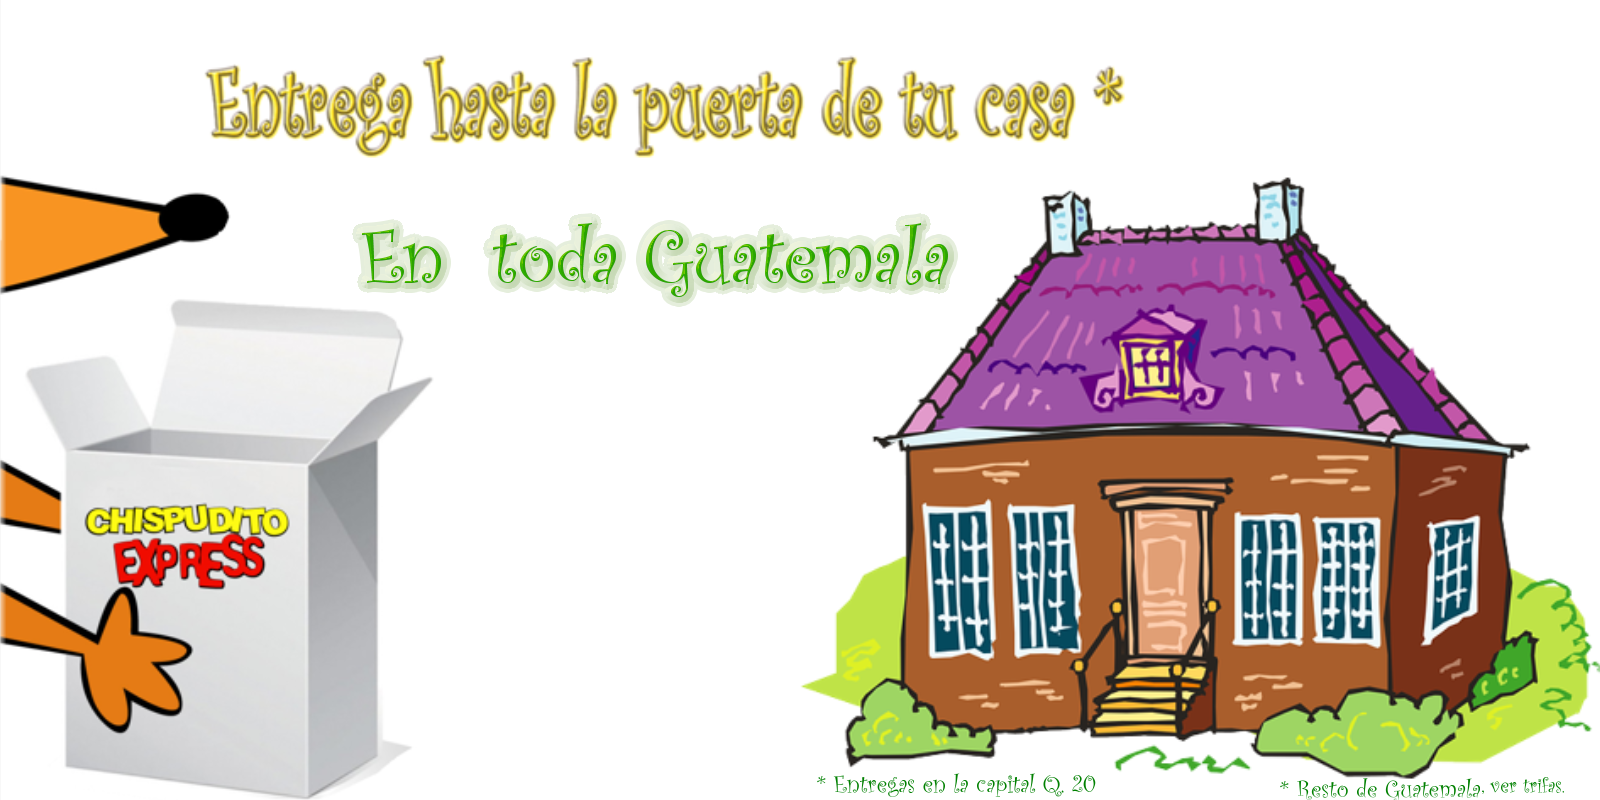 Entrega hasta la puerta de tu casa *
En toda Guatemala
CHISPUDITO
EXPRESS
* Entregas en la capital Q. 20
* Resto de Guatemala, ver trifas.